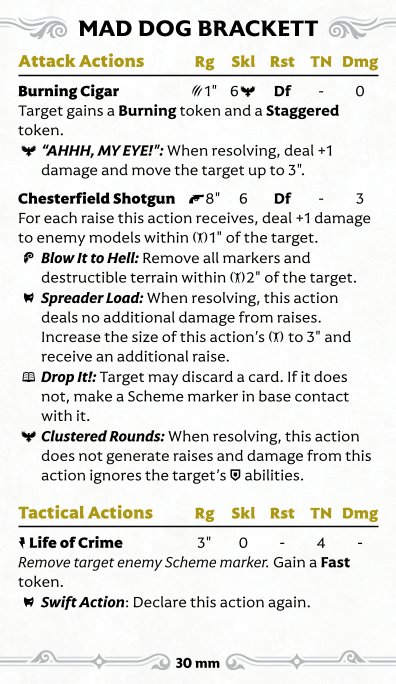 MAD DOG BRACKETT
Attack Actions Rg Skl Rst TN Dmg
Burning Cigar 1" 6 Df - 0
Target gains a Burning token and a Staggered
token.
"AHHH, MY EYE!": When resolving, deal +1
damage and move the target up to 3".
Chesterfield Shotgun 8" 6 Df - 3
For each raise this action receives, deal +1 damage
to enemy models within 1" of the target.
Blow It to Hell: Remove all markers and
destructible terrain within 2" of the target.
Spreader Load: When resolving, this action
deals no additional damage from raises.
Increase the size of this action's to 3" and
receive an additional raise.
Drop It!: Target may discard a card. If it does
not, make a Scheme marker in base contact
with it.
Clustered Rounds: When resolving, this action
does not generate raises and damage from this
action ignores the target's abilities.
Tactical Actions Rg Skl Rst TN Dmg
Life of Crime 3" 0 - 4 -
Remove target enemy Scheme marker. Gain a Fast
token.
Swift Action: Declare this action again.
30 mm